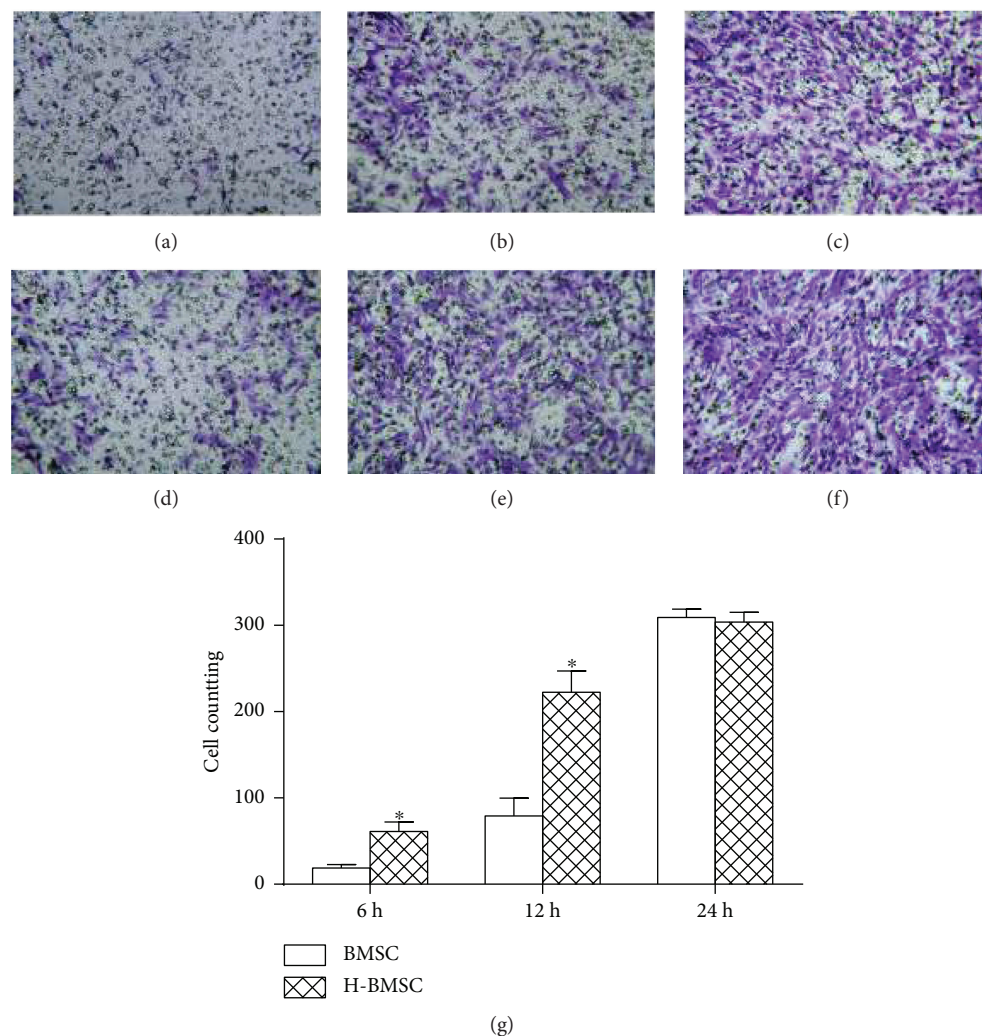 (a)
(b)
(c)
(d)
(e)
(f)
400
300
200
100
0
Cell countting
*
*
6 h
12 h
24 h
BMSC
H-BMSC
(g)